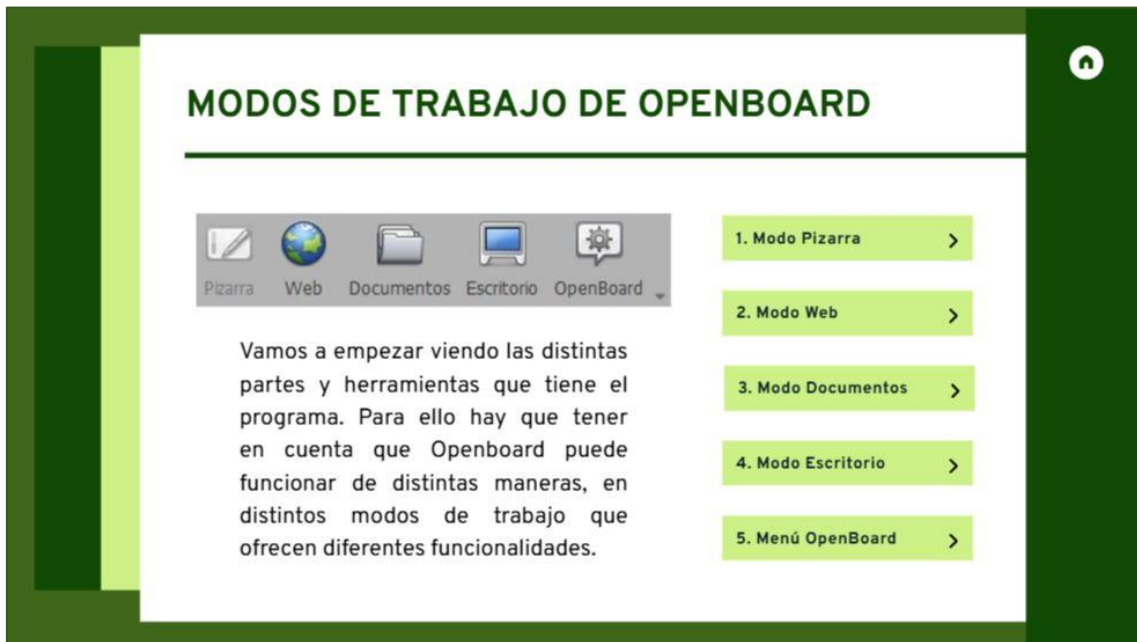 MODOS DE TRABAJO DE OPENBOARD
Pizarra Web Documentos Escritorio OpenBoard
Vamos a empezar viendo las distintas
partes y herramientas que tiene el
programa. Para ello hay que tener
en cuenta que Openboard puede
funcionar de distintas maneras, en
distintos modos de trabajo que
ofrecen diferentes funcionalidades.
1. Modo Pizarra
2. Modo Web
3. Modo Documentos
4. Modo Escritorio
5. Menú OpenBoard